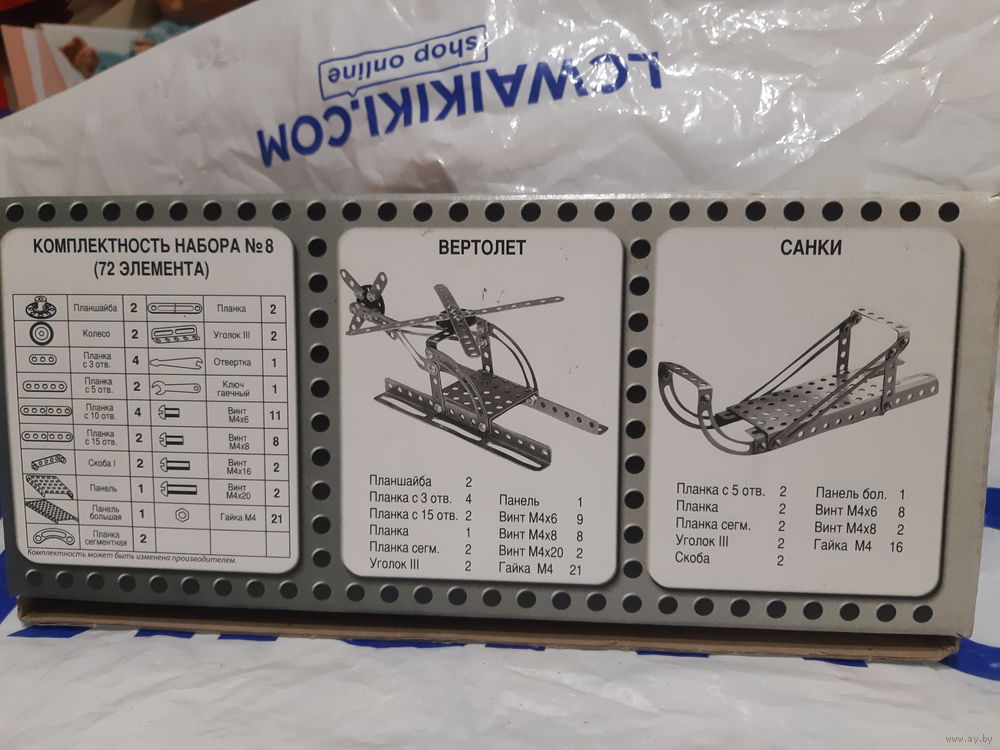 LCWAIKIKI.COM
shop online
КОМПЛЕКТНОСТЬ НАБОРА №8
(72 ЭЛЕМЕНТА)
Планшайба 2 Планка 2
Колесо 2 Уголок III 2
Планка с 3 отв. 4 Отвертка 1
Планка с 5 отв. 2 Ключ гаечный 1
Планка с 10 отв. 4 Винт М4х6 11
Планка с 15 отв. 2 Винт М4х8 8
Скоба I 2 Винт М4х16 2
Панель 1 Винт М4х20 2
Панель большая 1 Гайка М4 21
Планка сегментная 2
Комплектность может быть изменена производителем.
ВЕРТОЛЕТ
Планшайба 2
Планка с 3 отв. 4
Планка с 15 отв. 2
Планка 1
Планка сегм. 2
Уголок III 2
Панель 1
Винт М4х6 9
Винт М4х8 8
Винт М4х20 2
Гайка М4 21
САНКИ
Планка с 5 отв. 2
Планка 2
Планка сегм. 2
Уголок III 2
Скоба 2
Панель бол. 1
Винт М4х6 8
Винт М4х8 2
Гайка М4 16
www.ay.by